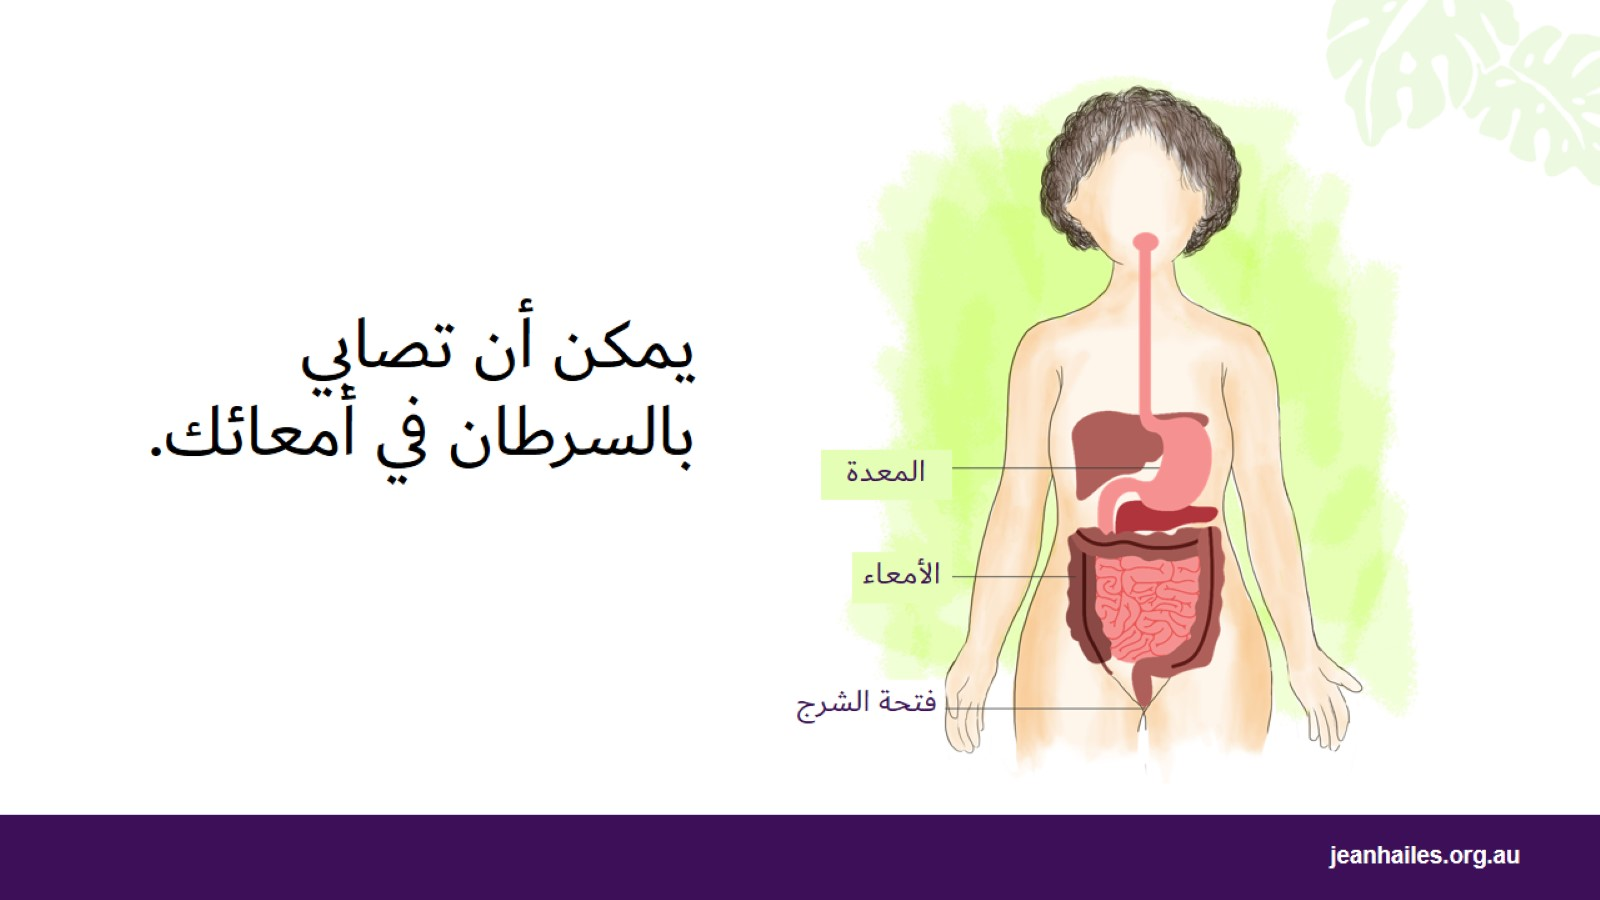 يمكن أن تصابي
بالسرطان في أمعائك.
المعدة
الأمعاء
فتحة الشرج
jeanhailes.org.au